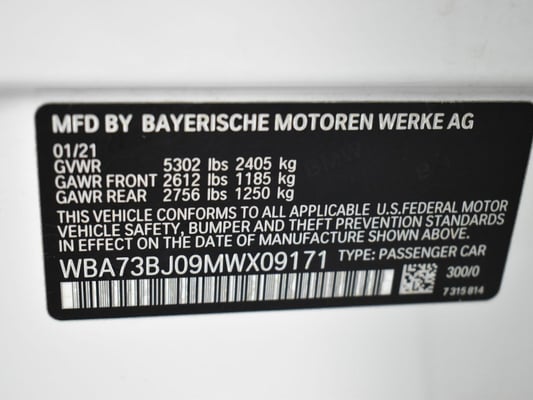 MFD BY BAYERISCHE MOTOREN WERKE AG
01/21
GVWR 5302 lbs 2405 kg
GAWR FRONT 2612 lbs 1185 kg
GAWR REAR 2756 lbs 1250 kg
THIS VEHICLE CONFORMS TO ALL APPLICABLE U.S.FEDERAL MOTOR
VEHICLE SAFETY, BUMPER AND THEFT PREVENTION STANDARDS
IN EFFECT ON THE DATE OF MANUFACTURE SHOWN ABOVE.
WBA73BJ09MWX09171 TYPE: PASSENGER CAR
300/0
7 315 814